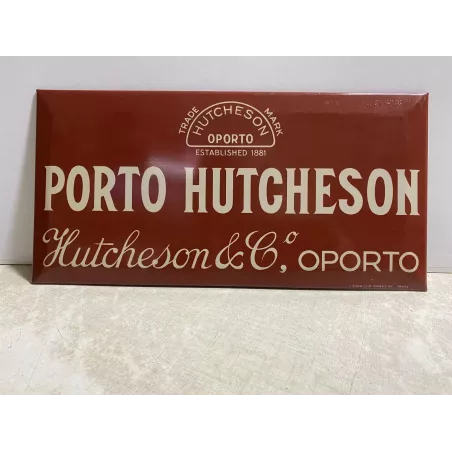 TRADE MARK
HUTCHESON
OPORTO
ESTABLISHED 1881
PORTO HUTCHESON
Hutcheson & Cº, OPORTO